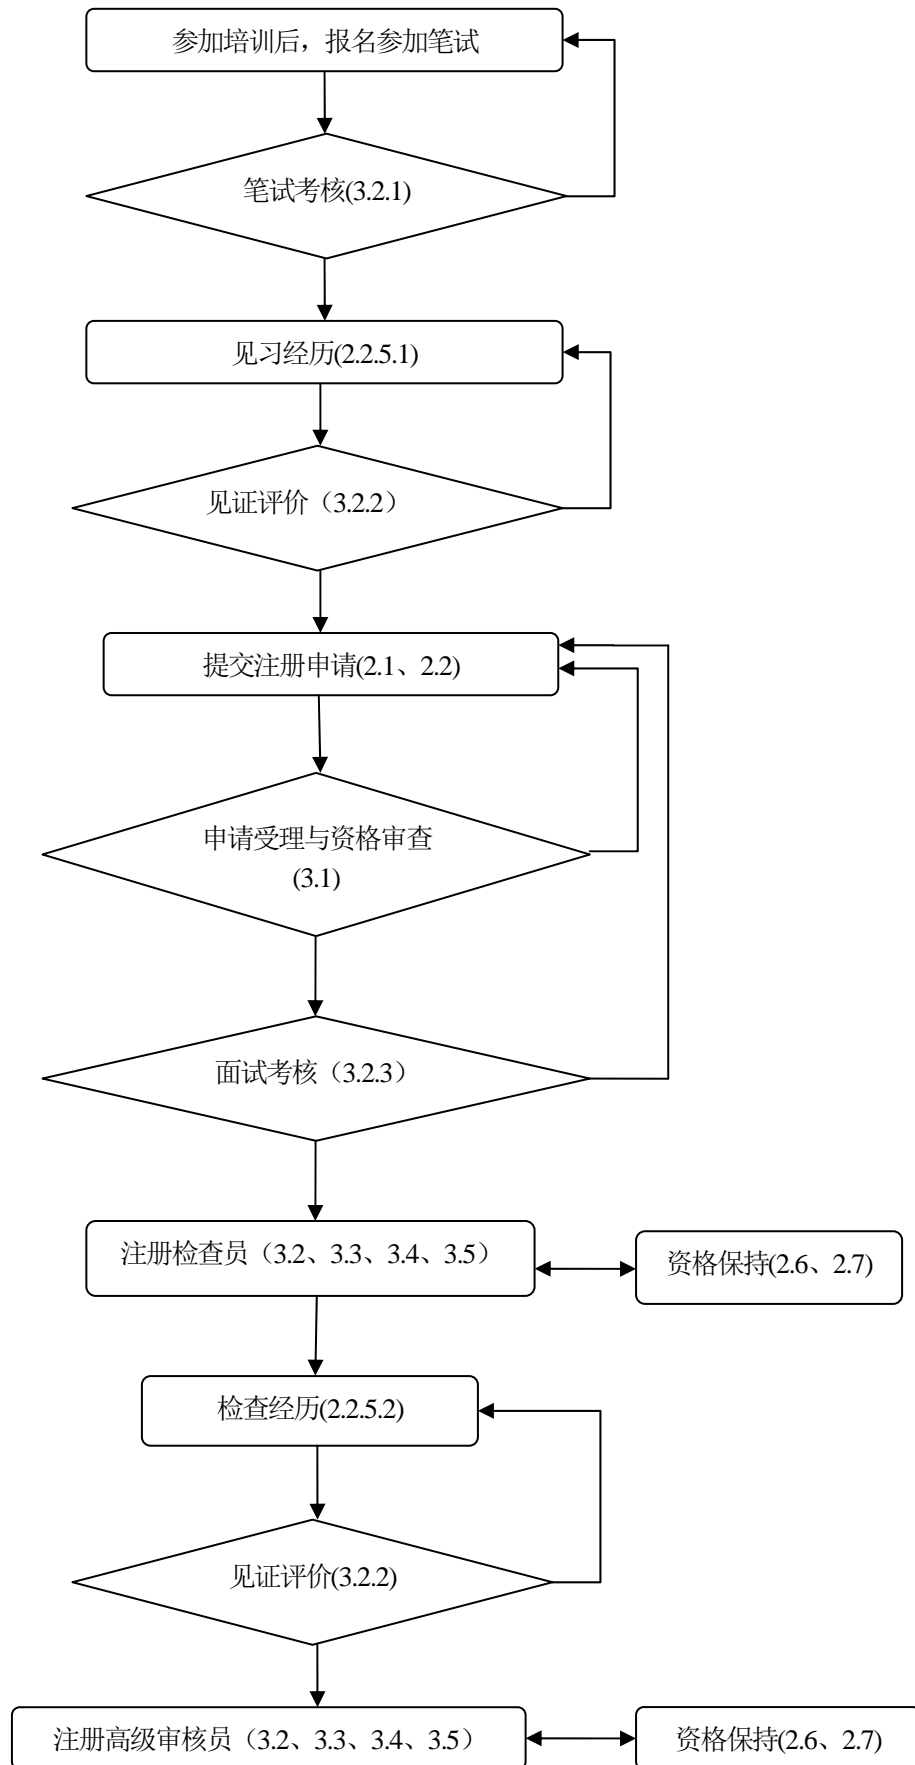 参加培训后，报名参加笔试
笔试考核(3.2.1)
见习经历(2.2.5.1)
见证评价（3.2.2）
提交注册申请(2.1、2.2)
申请受理与资格审查
(3.1)
面试考核（3.2.3）
注册检查员（3.2、3.3、3.4、3.5）
资格保持(2.6、2.7)
检查经历(2.2.5.2)
见证评价(3.2.2)
注册高级审核员（3.2、3.3、3.4、3.5）
资格保持(2.6、2.7)